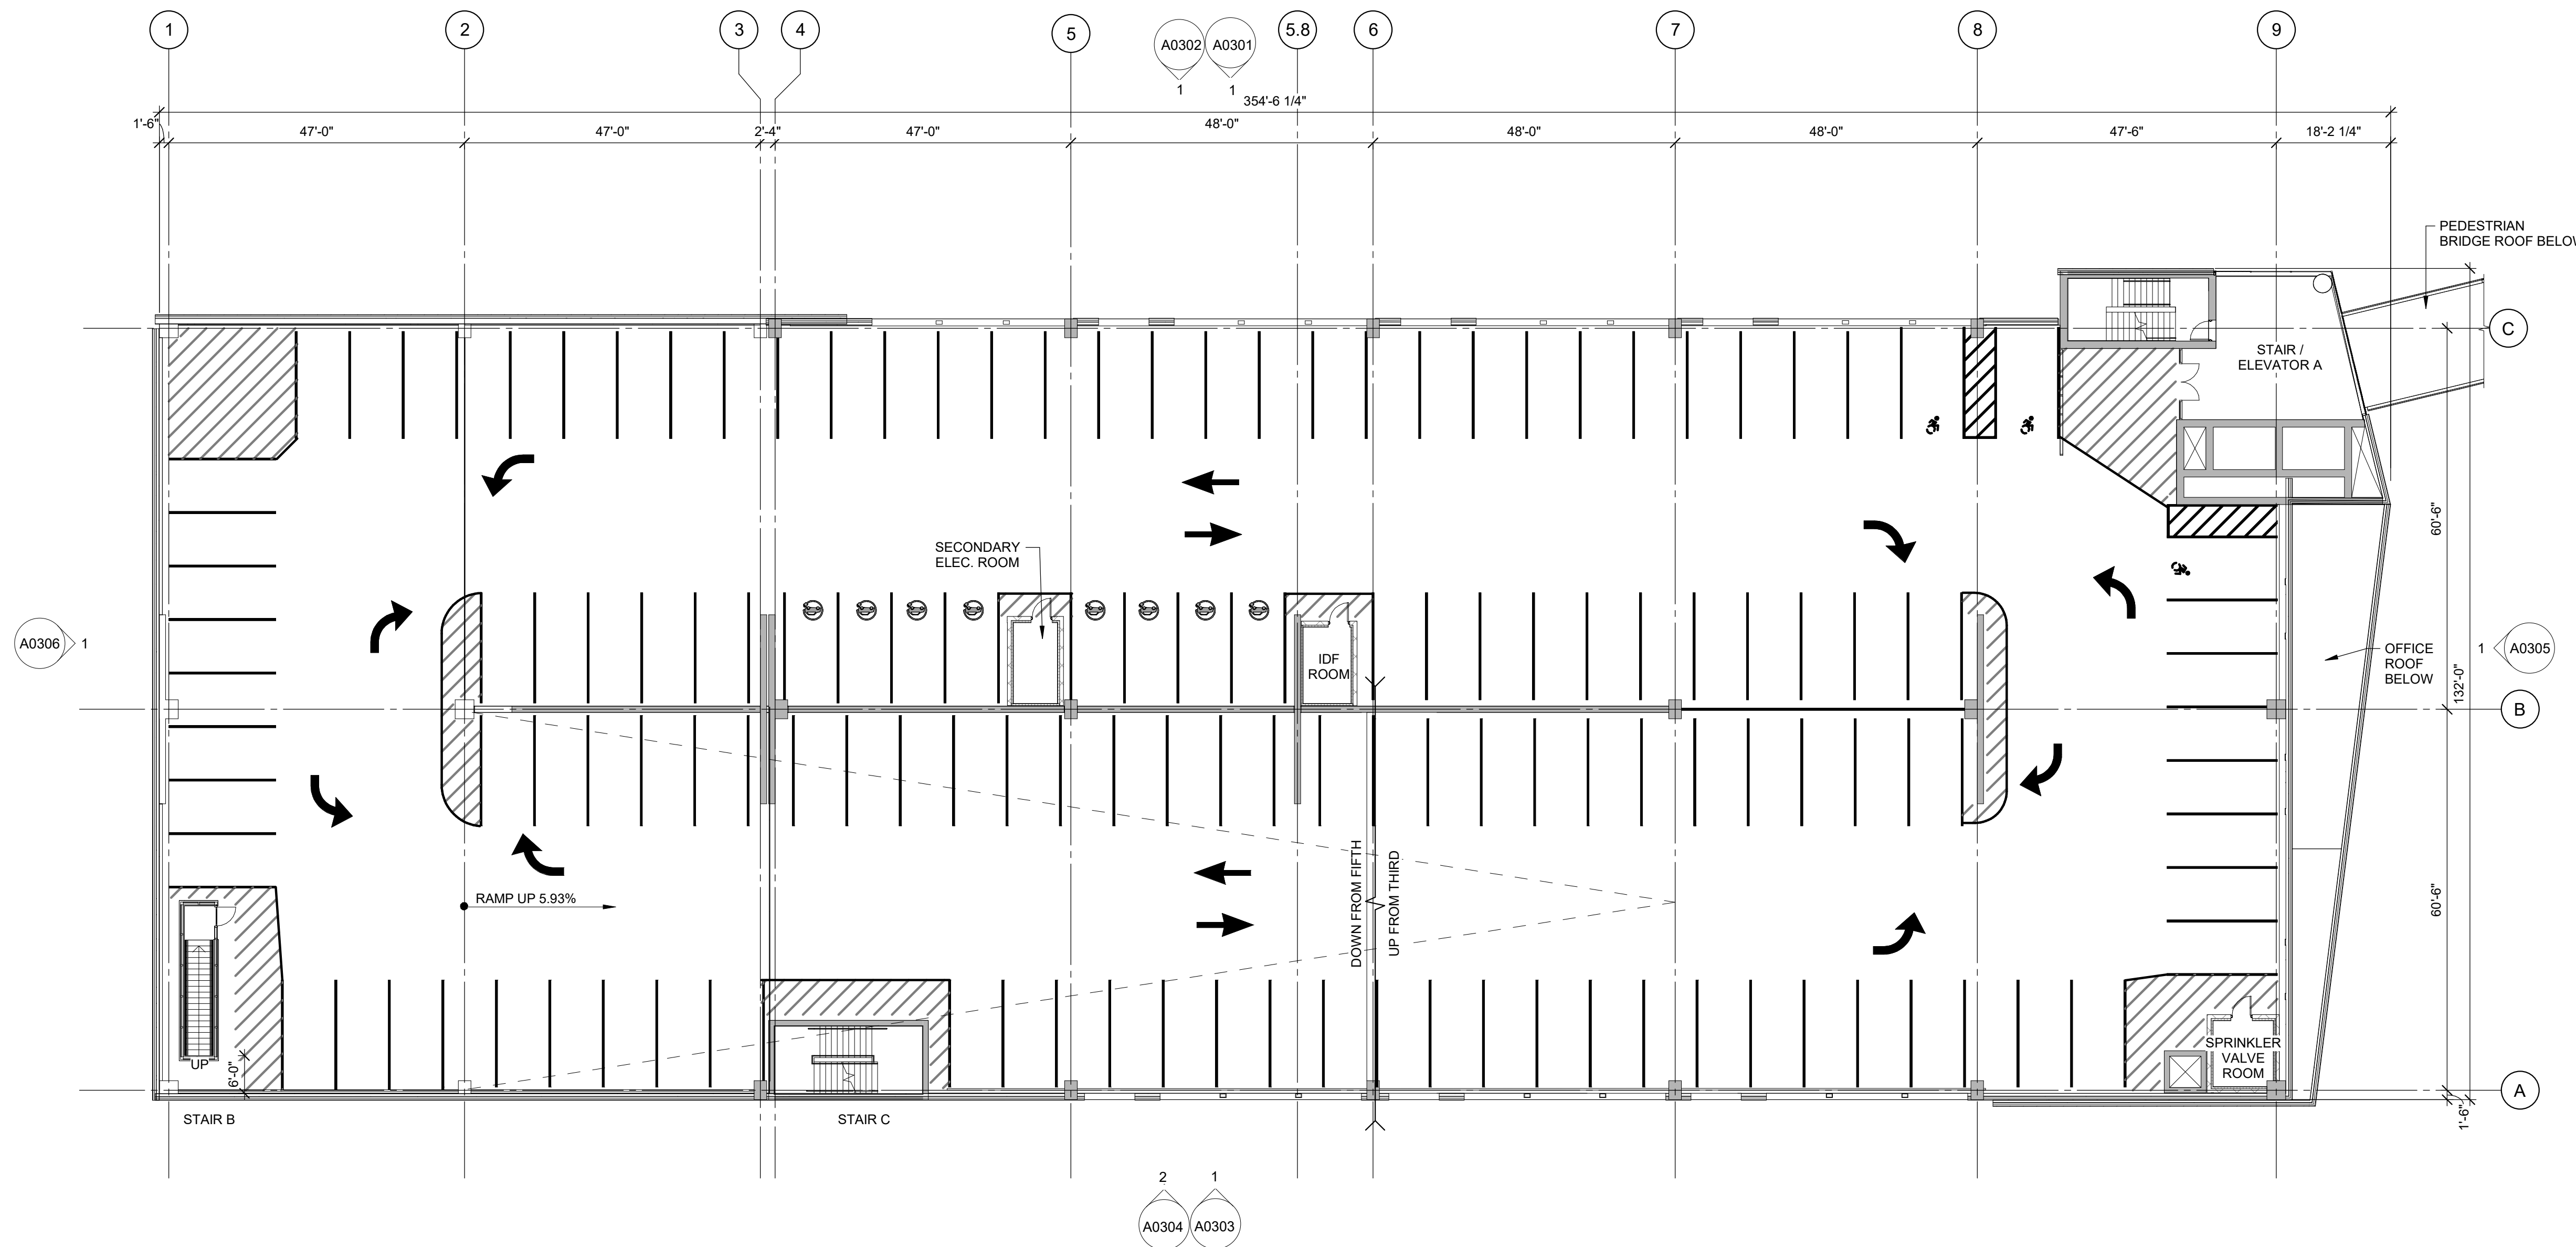 1
2
3
4
5
5.8
6
7
8
9
A0302
A0301
1
1
354'-6 1/4"
1'-6"
47'-0"
47'-0"
2'-4"
47'-0"
48'-0"
48'-0"
48'-0"
47'-6"
18'-2 1/4"
PEDESTRIAN
BRIDGE ROOF BELOW
C
STAIR /
ELEVATOR A
60'-6"
SECONDARY
ELEC. ROOM
A0306
1
IDF
ROOM
OFFICE
ROOF
BELOW
1
A0305
132'-0"
B
DOWN FROM FIFTH
UP FROM THIRD
RAMP UP 5.93%
60'-6"
UP
6'-0"
SPRINKLER
VALVE
ROOM
A
1'-6"
STAIR B
STAIR C
2
1
A0304
A0303